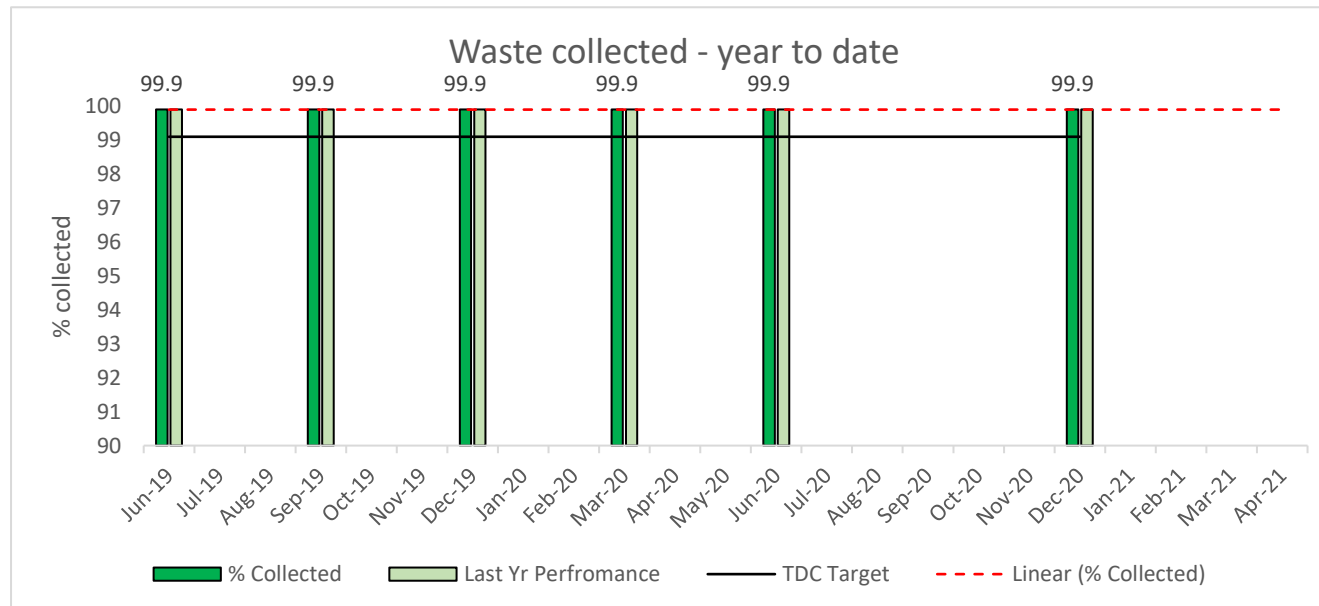 Waste collected - year to date
99.9 99.9 99.9 99.9 99.9 99.9
100
99
98
97
96
95
94
93
92
91
90
% collected
Jun-19 Jul-19 Aug-19 Sep-19 Oct-19 Nov-19 Dec-19 Jan-20 Feb-20 Mar-20 Apr-20 May-20 Jun-20 Jul-20 Aug-20 Sep-20 Oct-20 Nov-20 Dec-20 Jan-21 Feb-21 Mar-21 Apr-21
% Collected Last Yr Perfromance TDC Target Linear (% Collected)